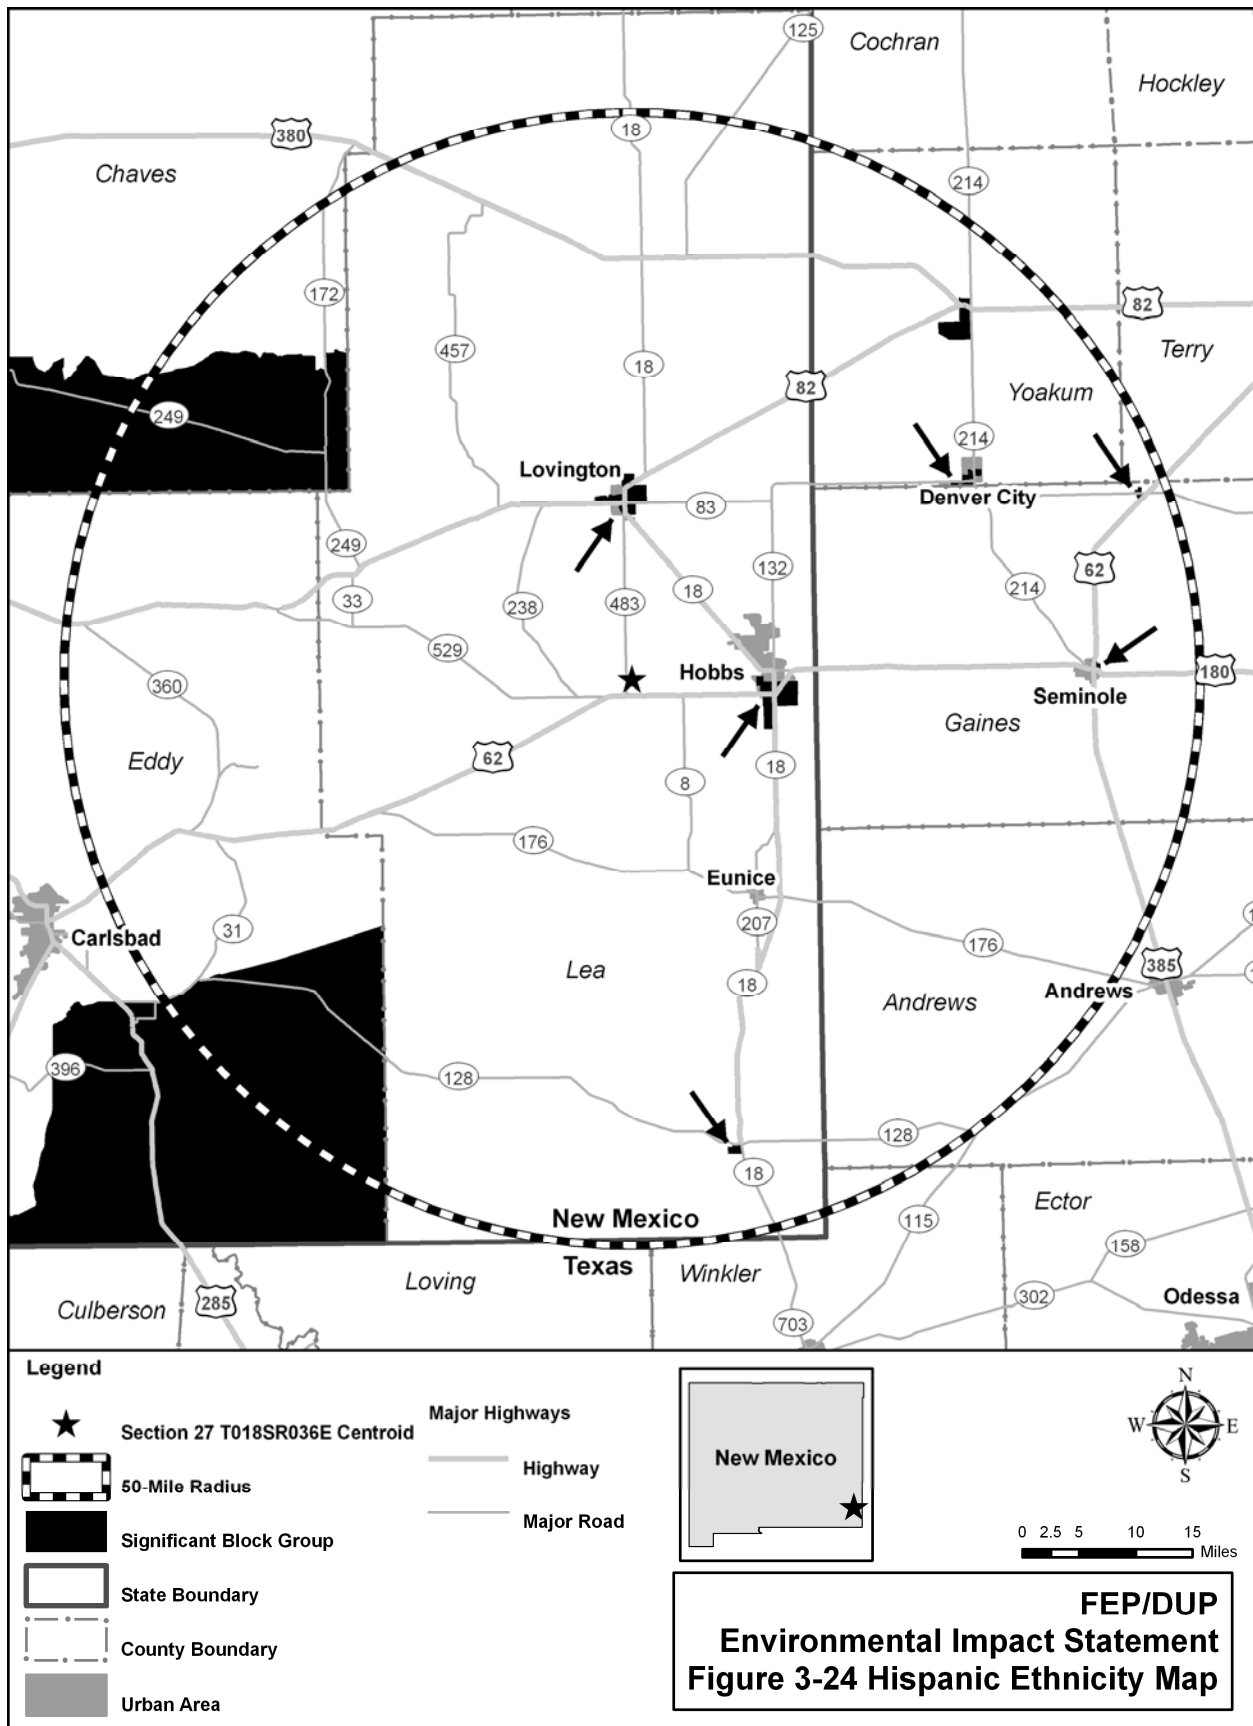 125
Cochran
Hockley
380
18
Chaves
214
172
82
457
18
Terry
82
Yoakum
249
214
Lovington
Denver City
83
249
132
62
33
238
483
18
214
529
Hobbs
180
360
Seminole
Gaines
Eddy
62
18
8
176
Eunice
207
31
Carlsbad
176
Lea
385
18
Andrews
Andrews
396
128
128
18
Ector
New Mexico
115
Texas
158
Loving
Winkler
Culberson
285
302
Odessa
703
Legend
Section 27 T018SR036E Centroid
50-Mile Radius
Significant Block Group
State Boundary
County Boundary
Urban Area
Major Highways
Highway
Major Road
New Mexico
N
W E
S
0 2.5 5 10 15
Miles
FEP/DUP
Environmental Impact Statement
Figure 3-24 Hispanic Ethnicity Map